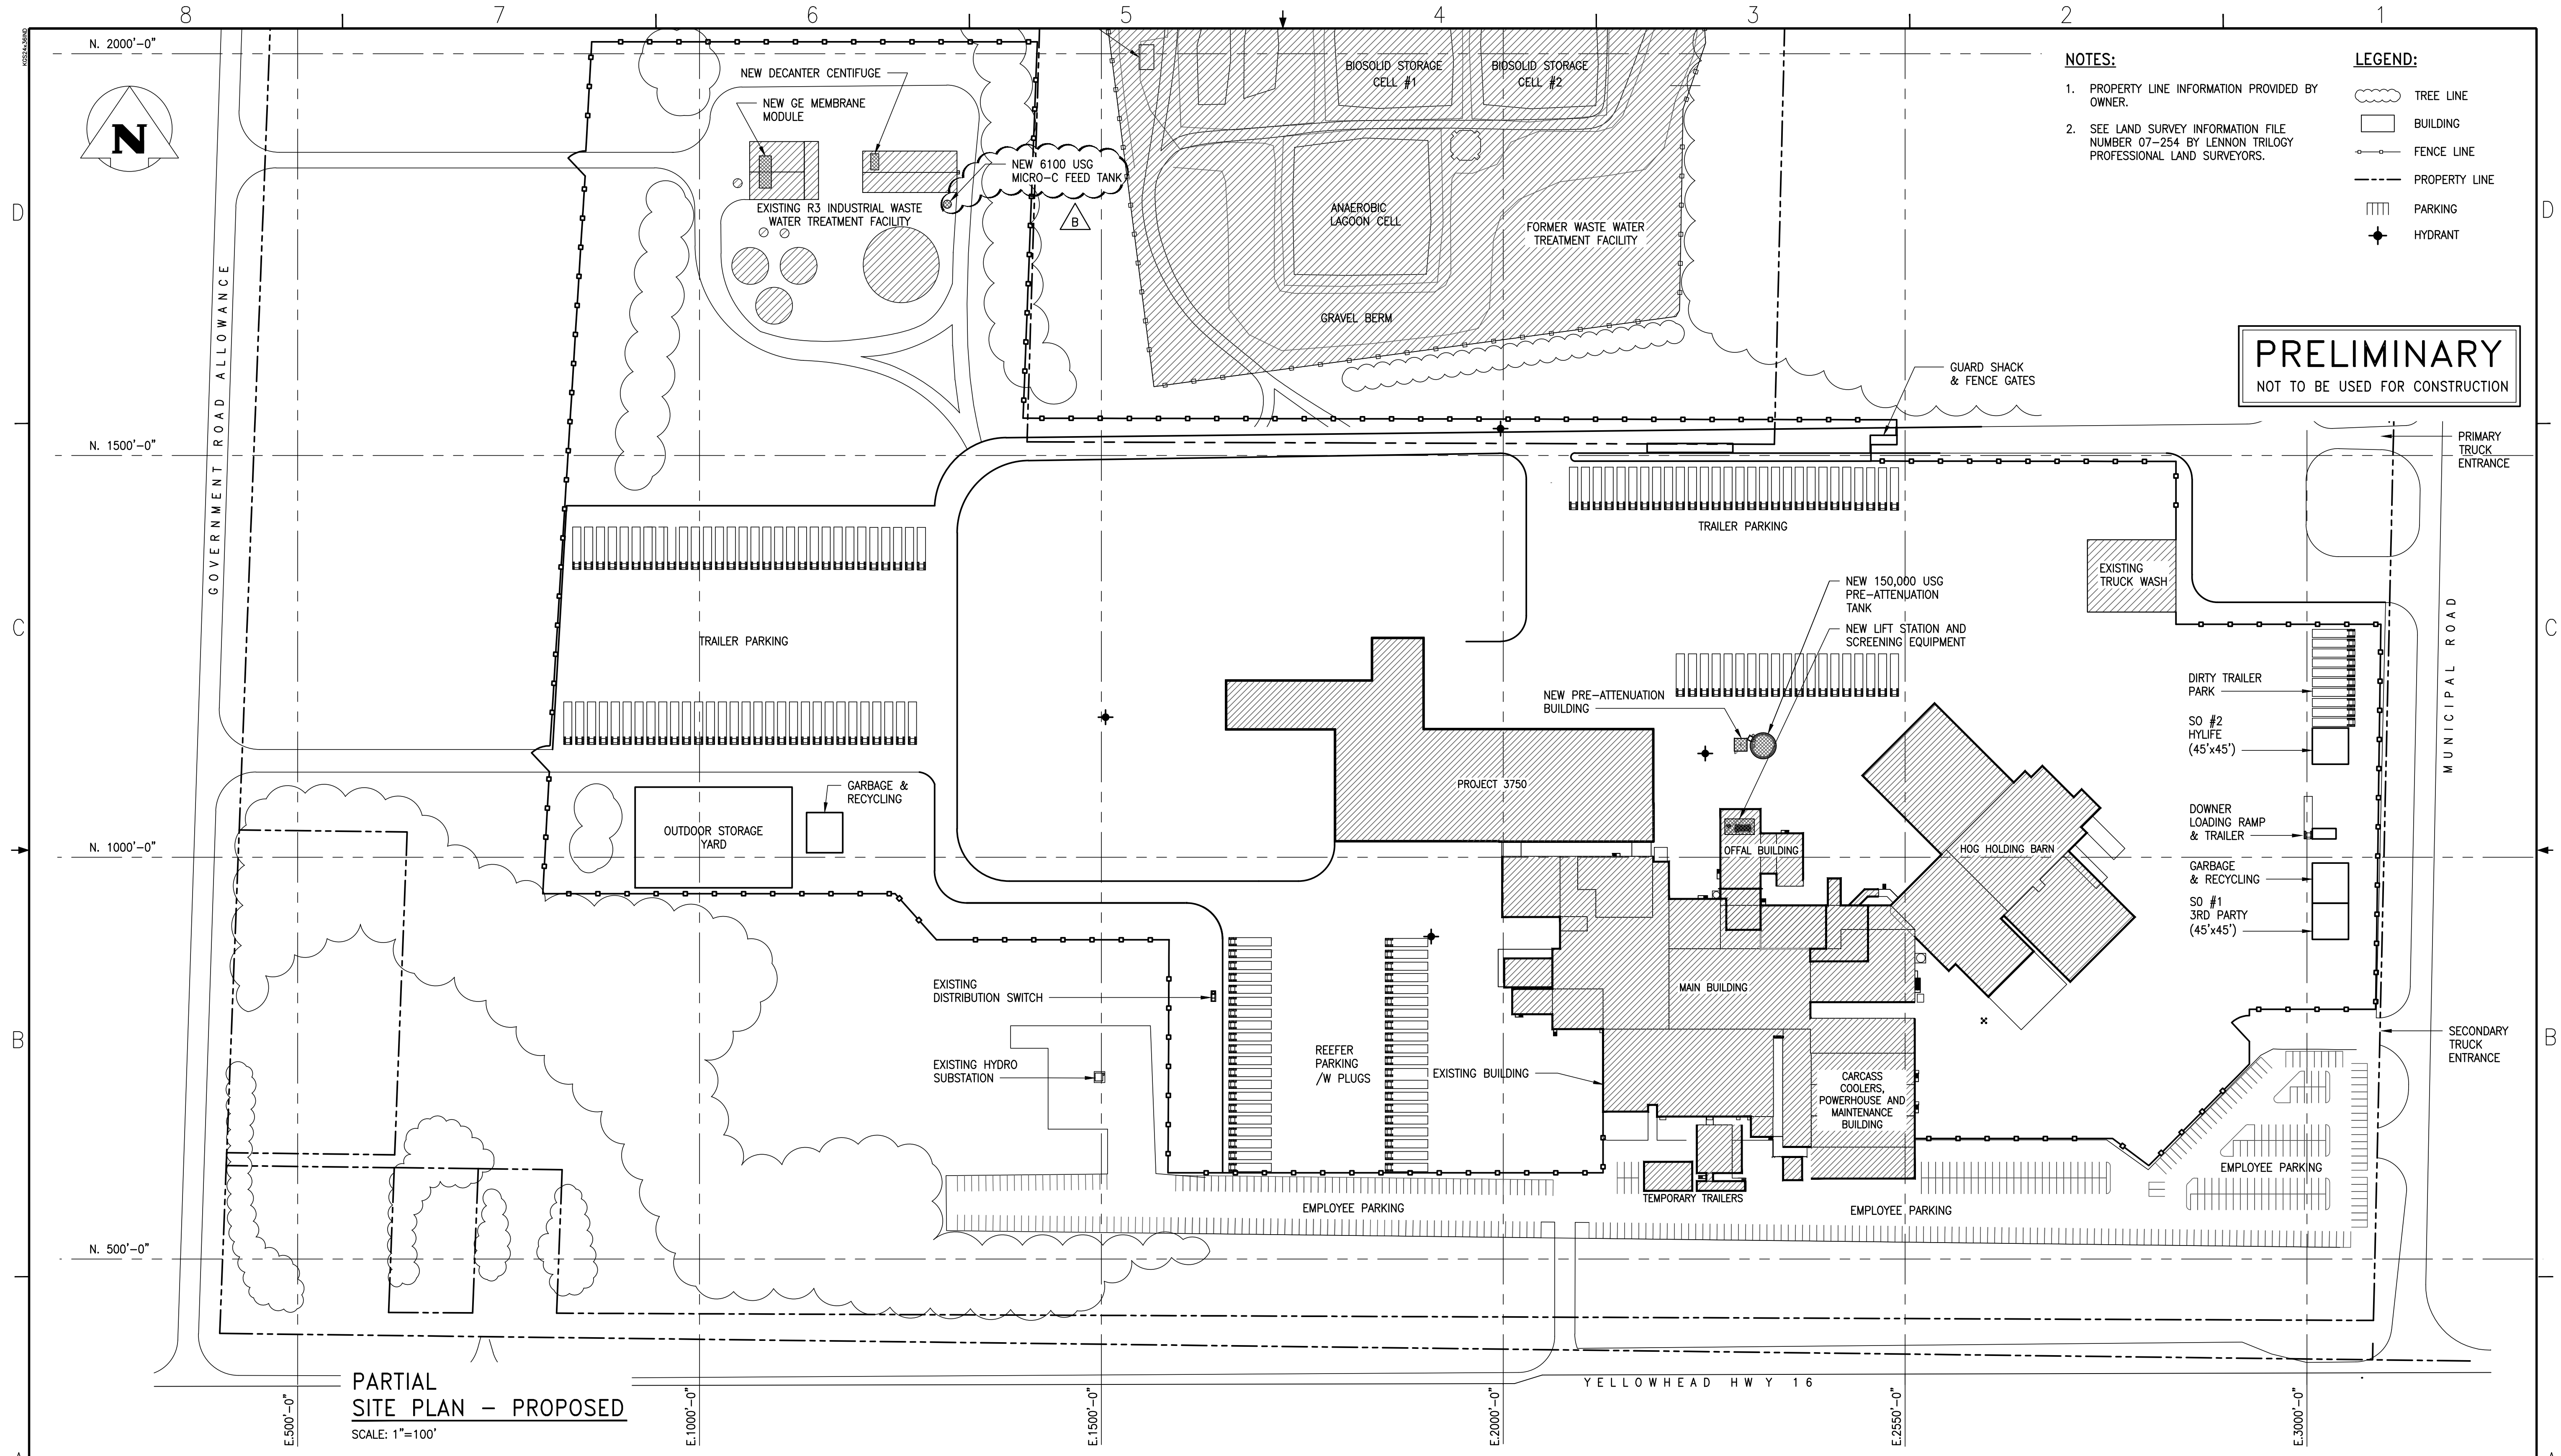 8
7
6
5
4
3
2
1
KGS24x36IND
N. 2000'-0"
N
NEW DECANTER CENTIFUGE
NEW GE MEMBRANE
MODULE
NEW 6100 USG
MICRO-C FEED TANK
B
EXISTING R3 INDUSTRIAL WASTE
WATER TREATMENT FACILITY
BIOSOLID STORAGE
CELL #1
BIOSOLID STORAGE
CELL #2
ANAEROBIC
LAGOON CELL
FORMER WASTE WATER
TREATMENT FACILITY
GRAVEL BERM
NOTES:
1. PROPERTY LINE INFORMATION PROVIDED BY
OWNER.
2. SEE LAND SURVEY INFORMATION FILE
NUMBER 07-254 BY LENNON TRILOGY
PROFESSIONAL LAND SURVEYORS.
LEGEND:
TREE LINE
BUILDING
FENCE LINE
PROPERTY LINE
PARKING
HYDRANT
D
D
PRELIMINARY
NOT TO BE USED FOR CONSTRUCTION
GUARD SHACK
& FENCE GATES
GOVERNMENT ROAD ALLOWANCE
N. 1500'-0"
PRIMARY
TRUCK
ENTRANCE
TRAILER PARKING
EXISTING
TRUCK WASH
NEW 150,000 USG
PRE-ATTENUATION
TANK
NEW LIFT STATION AND
SCREENING EQUIPMENT
C
C
TRAILER PARKING
MUNICIPAL ROAD
NEW PRE-ATTENUATION
BUILDING
DIRTY TRAILER
PARK
SO #2
HYLIFE
(45'x45')
PROJECT 3750
GARBAGE &
RECYCLING
OUTDOOR STORAGE
YARD
DOWNER
LOADING RAMP
& TRAILER
N. 1000'-0"
OFFAL BUILDING
HOG HOLDING BARN
GARBAGE
& RECYCLING
SO #1
3RD PARTY
(45'x45')
EXISTING
DISTRIBUTION SWITCH
MAIN BUILDING
B
B
SECONDARY
TRUCK
ENTRANCE
EXISTING HYDRO
SUBSTATION
REEFER
PARKING
/W PLUGS
EXISTING BUILDING
CARCASS
COOLERS,
POWERHOUSE AND
MAINTENANCE
BUILDING
EMPLOYEE PARKING
TEMPORARY TRAILERS
EMPLOYEE PARKING
EMPLOYEE PARKING
N. 500'-0"
YELLOWHEAD HWY 16
PARTIAL
SITE PLAN - PROPOSED
SCALE: 1"=100'
E.500'-0"
E.1000'-0"
E.1500'-0"
E.2000'-0"
E.2550'-0"
E.3000'-0"